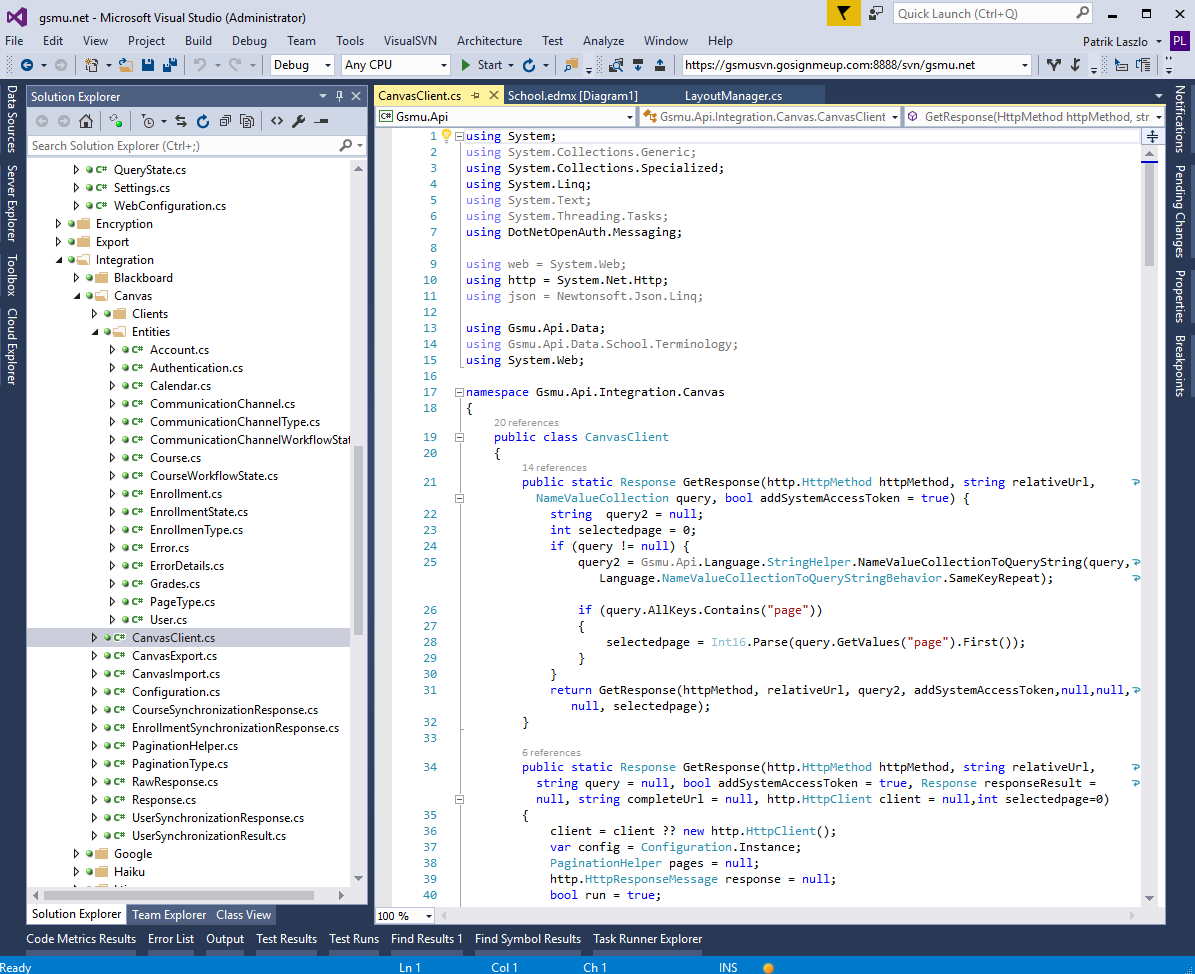 gsmu.net - Microsoft Visual Studio (Administrator)
Quick Launch (Ctrl+Q)
File Edit View Project Build Debug Team Tools VisualSVN Architecture Test Analyze Window Help
Patrik Laszlo PL
Debug Any CPU Start https://gsmusvn.gosignmeup.com:8888/svn/gsmu.net
Data Sources
Server Explorer
Toolbox
Cloud Explorer
Solution Explorer
Search Solution Explorer (Ctrl+;)
C# QueryState.cs
C# Settings.cs
C# WebConfiguration.cs
Encryption
Export
Integration
Blackboard
Canvas
Clients
Entities
C# Account.cs
C# Authentication.cs
C# Calendar.cs
C# CommunicationChannel.cs
C# CommunicationChannelType.cs
C# CommunicationChannelWorkflowStat
C# Course.cs
C# CourseWorkflowState.cs
C# Enrollment.cs
C# EnrollmentState.cs
C# EnrollmenType.cs
C# Error.cs
C# ErrorDetails.cs
C# Grades.cs
C# PageType.cs
C# User.cs
C# CanvasClient.cs
C# CanvasExport.cs
C# CanvasImport.cs
C# Configuration.cs
C# CourseSynchronizationResponse.cs
C# EnrollmentSynchronizationResponse.cs
C# PaginationHelper.cs
C# PaginationType.cs
C# RawResponse.cs
C# Response.cs
C# UserSynchronizationResponse.cs
C# UserSynchronizationResult.cs
Google
Haiku
Solution Explorer Team Explorer Class View
CanvasClient.cs School.edmx [Diagram1] LayoutManager.cs
C# Gsmu.Api Gsmu.Api.Integration.Canvas.CanvasClient GetResponse(HttpMethod httpMethod, str
1 using System;
2 using System.Collections.Generic;
3 using System.Collections.Specialized;
4 using System.Linq;
5 using System.Text;
6 using System.Threading.Tasks;
7 using DotNetOpenAuth.Messaging;
8
9 using web = System.Web;
10 using http = System.Net.Http;
11 using json = Newtonsoft.Json.Linq;
12
13 using Gsmu.Api.Data;
14 using Gsmu.Api.Data.School.Terminology;
15 using System.Web;
16
17 namespace Gsmu.Api.Integration.Canvas
18 {
20 references
19 public class CanvasClient
20 {
14 references
21 public static Response GetResponse(http.HttpMethod httpMethod, string relativeUrl,
NameValueCollection query, bool addSystemAccessToken = true) {
22 string query2 = null;
23 int selectedpage = 0;
24 if (query != null) {
25 query2 = Gsmu.Api.Language.StringHelper.NameValueCollectionToQueryString(query,
Language.NameValueCollectionToQueryStringBehavior.SameKeyRepeat);
26 if (query.AllKeys.Contains("page"))
27 {
28 selectedpage = Int16.Parse(query.GetValues("page").First());
29 }
30 }
31 return GetResponse(httpMethod, relativeUrl, query2, addSystemAccessToken,null,null,
null, selectedpage);
32 }
33
6 references
34 public static Response GetResponse(http.HttpMethod httpMethod, string relativeUrl,
string query = null, bool addSystemAccessToken = true, Response responseResult =
null, string completeUrl = null, http.HttpClient client = null,int selectedpage=0)
35 {
36 client = client ?? new http.HttpClient();
37 var config = Configuration.Instance;
38 PaginationHelper pages = null;
39 http.HttpResponseMessage response = null;
40 bool run = true;
100 %
Notifications
Pending Changes
Properties
Breakpoints
Code Metrics Results Error List Output Test Results Test Runs Find Results 1 Find Symbol Results Task Runner Explorer
Ready Ln 1 Col 1 Ch 1 INS